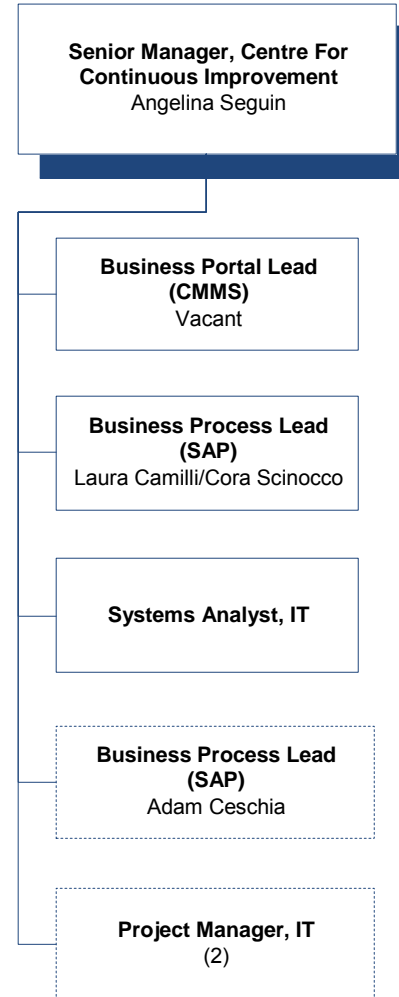 Senior Manager, Centre For
Continuous Improvement
Angelina Seguin
Business Portal Lead
(CMMS)
Vacant
Business Process Lead
(SAP)
Laura Camilli/Cora Scinocco
Systems Analyst, IT
Business Process Lead
(SAP)
Adam Ceschia
Project Manager, IT
(2)